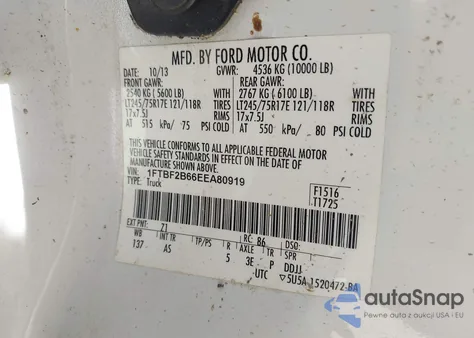 MFD. BY FORD MOTOR CO.
DATE: 10/13 GVWR: 4536 KG (10000 LB)
FRONT GAWR: REAR GAWR:
2540 KG (5600 LB) 2767 KG (6100 LB)
LT245/75R17E 121/118R TIRES LT245/75R17E 121/118R TIRES
17x7.5J RIMS 17x7.5J RIMS
AT 515 kPa/ 75 PSI COLD AT 550 kPa/ 80 PSI COLD
THIS VEHICLE CONFORMS TO ALL APPLICABLE FEDERAL MOTOR
VEHICLE SAFETY STANDARDS IN EFFECT ON THE DATE OF
MANUFACTURE SHOWN ABOVE.
VIN: 1FTBF2B66EEA80919
TYPE: Truck
F1516
T1725
EXT PNT: Z1 RC: 86 DSO:
WB INT TR TP/PS R AXLE TR SPR
137 AS 5 3E P DDJJ
UTC ▽5U5A 1520472-BA
autoSnap
Pewne auta z aukcji USA - EU